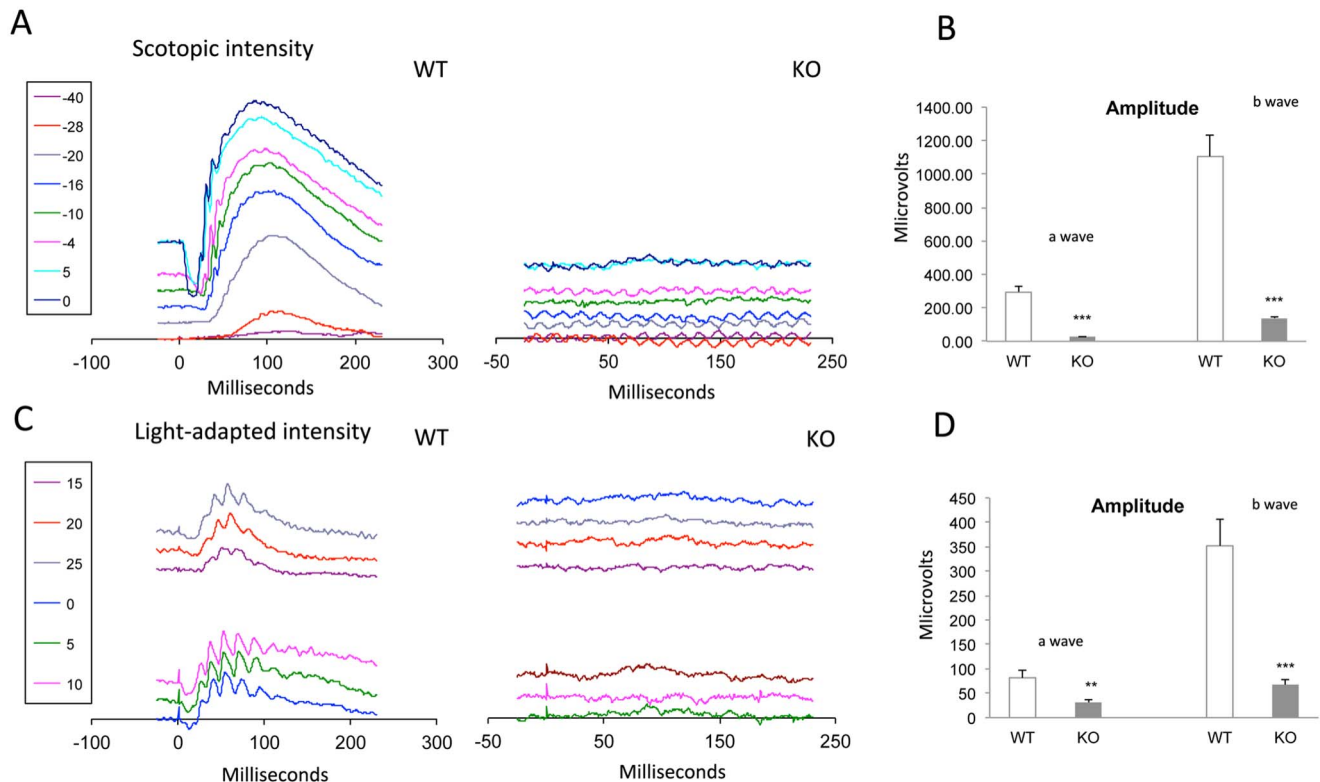 A
Scotopic intensity
WT
KO
-40
-28
-20
-16
-10
-4
5
0
-100
0
100
200
300
Milliseconds
-50
50
150
250
Milliseconds
B
Amplitude
b wave
a wave
MIicrovolts
1400.00
1200.00
1000.00
800.00
600.00
400.00
200.00
0.00
***
***
WT
KO
WT
KO
C
Light-adapted intensity
WT
KO
15
20
25
0
5
10
-100
0
100
200
300
Milliseconds
-50
50
150
250
Milliseconds
D
Amplitude
b wave
a wave
MIicrovolts
450
400
350
300
250
200
150
100
50
0
**
***
WT
KO
WT
KO